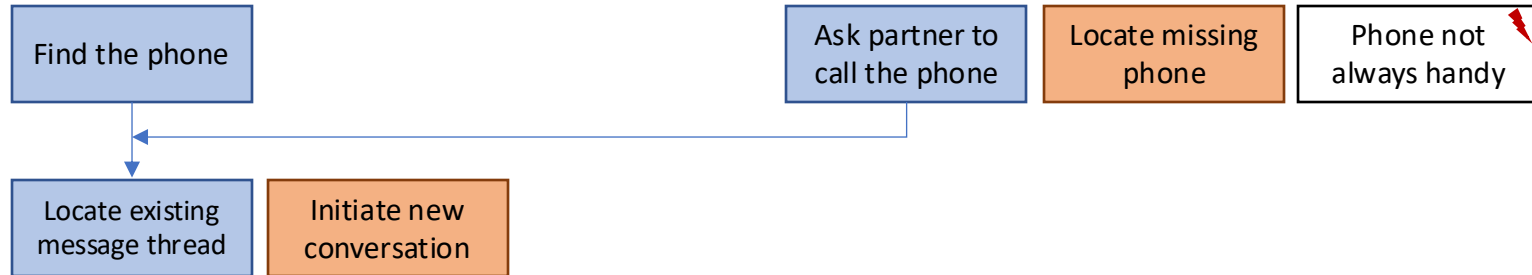 Find the phone
Ask partner to
call the phone
Locate missing
phone
Phone not
always handy
Locate existing
message thread
Initiate new
conversation